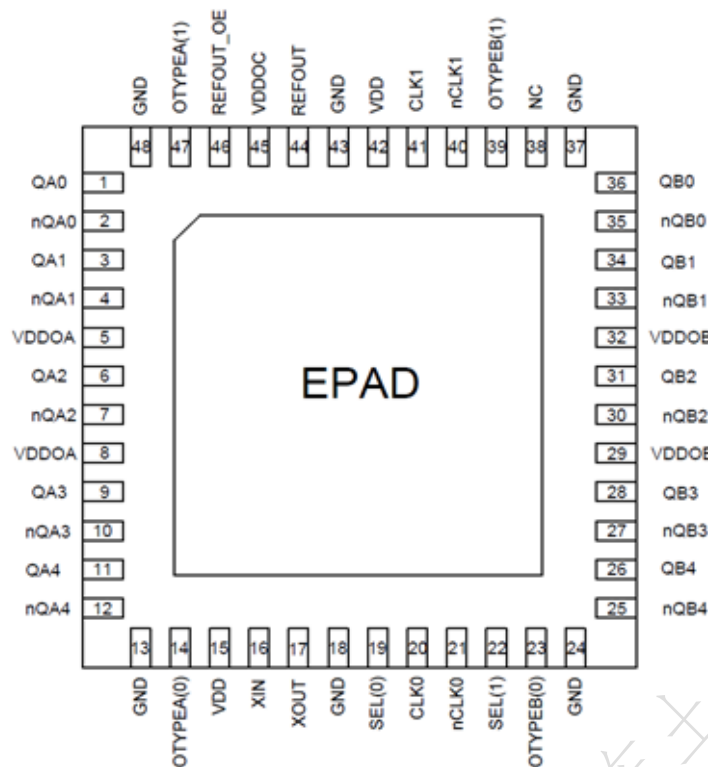 GND OTYPEA(1) REFOUT_OE VDDOC REFOUT GND VDD CLK1 nCLK1 OTYPEB(1) NC GND
48 47 46 45 44 43 42 41 40 39 38 37
QA0 1 36 QB0
nQA0 2 35 nQB0
QA1 3 34 QB1
nQA1 4 33 nQB1
VDDOA 5 32 VDDOB
QA2 6 31 QB2
EPAD
nQA2 7 30 nQB2
VDDOA 8 29 VDDOB
QA3 9 28 QB3
nQA3 10 27 nQB3
QA4 11 26 QB4
nQA4 12 25 nQB4
13 14 15 16 17 18 19 20 21 22 23 24
GND OTYPEA(0) VDD XIN XOUT GND SEL(0) CLK0 nCLK0 SEL(1) OTYPEB(0) GND